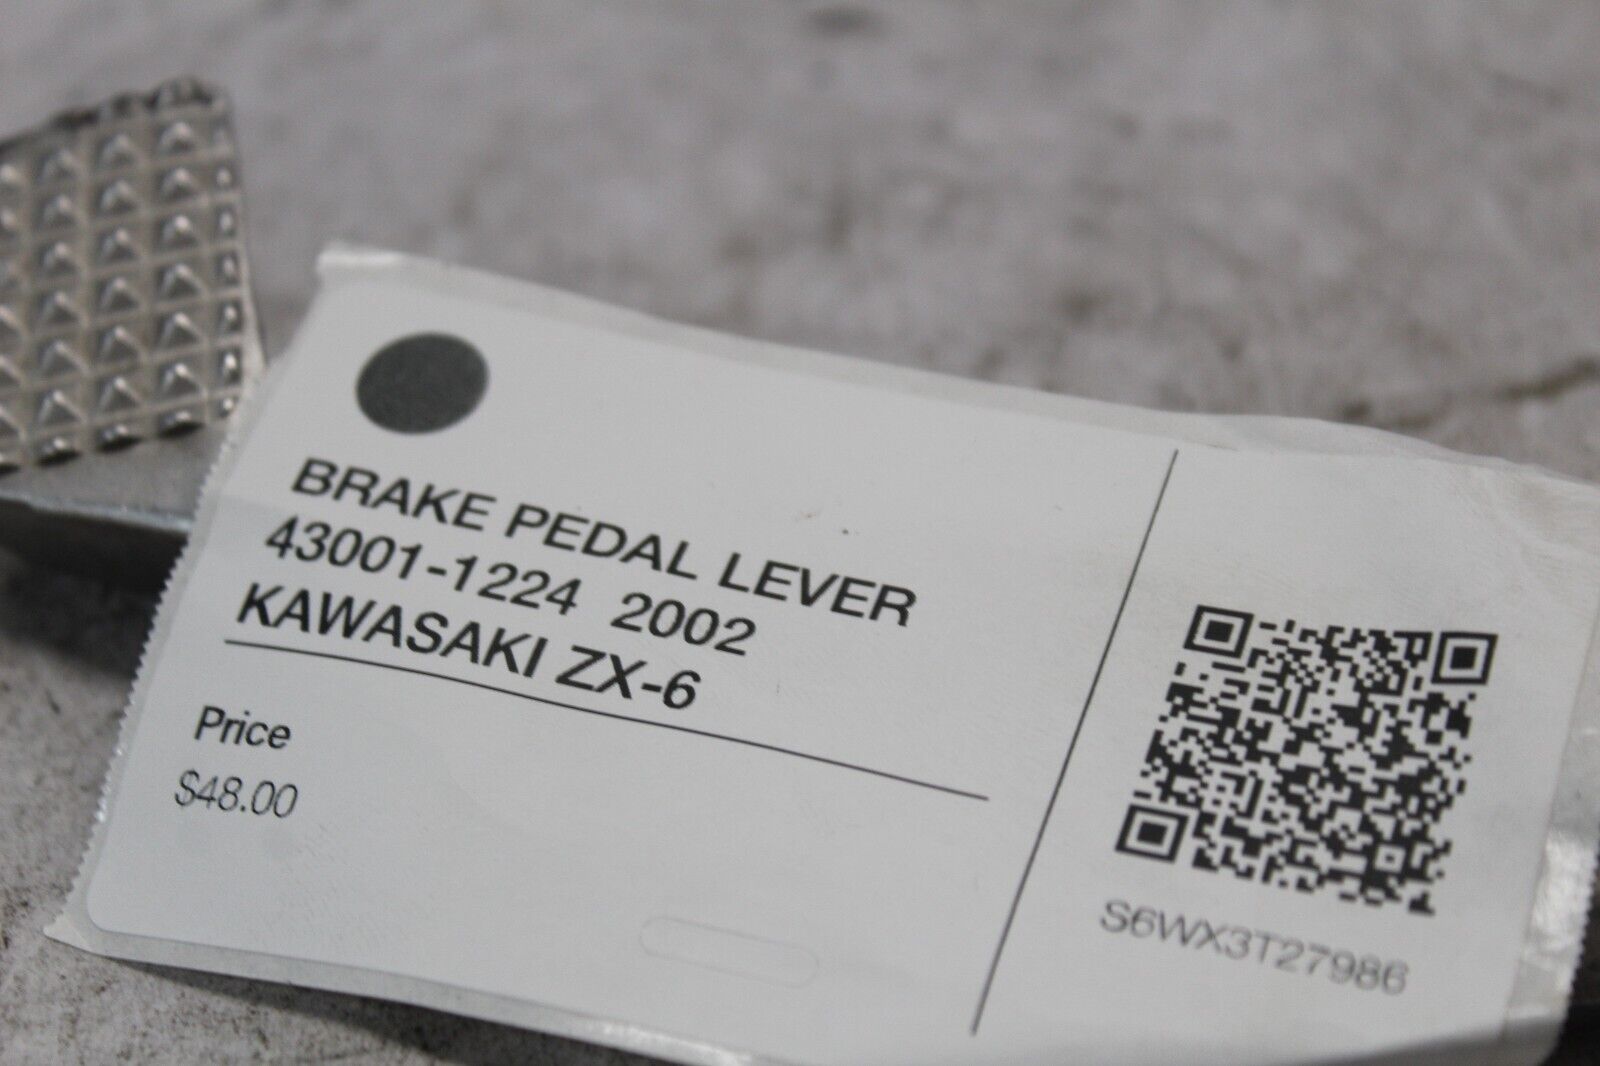 BRAKE PEDAL LEVER
43001-1224 2002
KAWASAKI ZX-6
Price
$48.00
S6WX3T27986